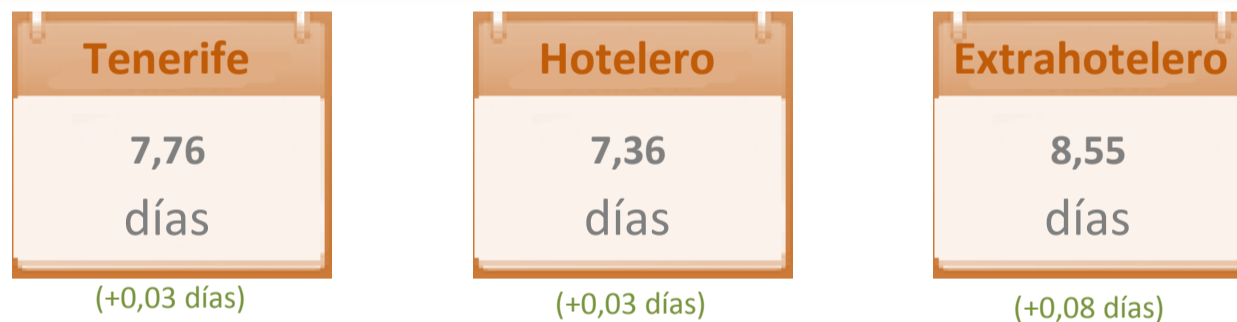 Tenerife
7,76
días
(+0,03 días)
Hotelero
7,36
días
(+0,03 días)
Extrahotelero
8,55
días
(+0,08 días)